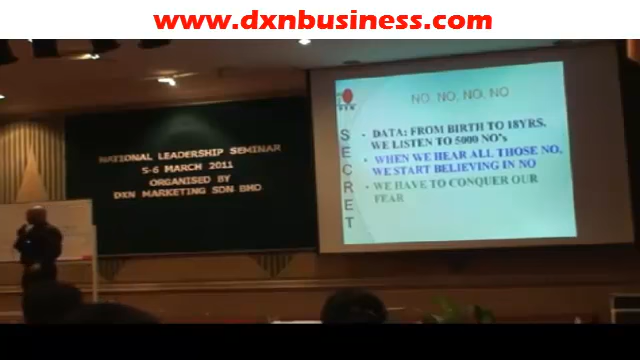 www.dxnbusiness.com
NATIONAL LEADERSHIP SEMINAR
5-6 MARCH 2011
ORGANISED BY
DXN MARKETING SDN BHD
NO, NO, NO, NO
DXN
SECRET
• DATA: FROM BIRTH TO 18YRS.
WE LISTEN TO 5000 NO's
• WHEN WE HEAR ALL THOSE NO,
WE START BELIEVING IN NO
• WE HAVE TO CONQUER OUR
FEAR